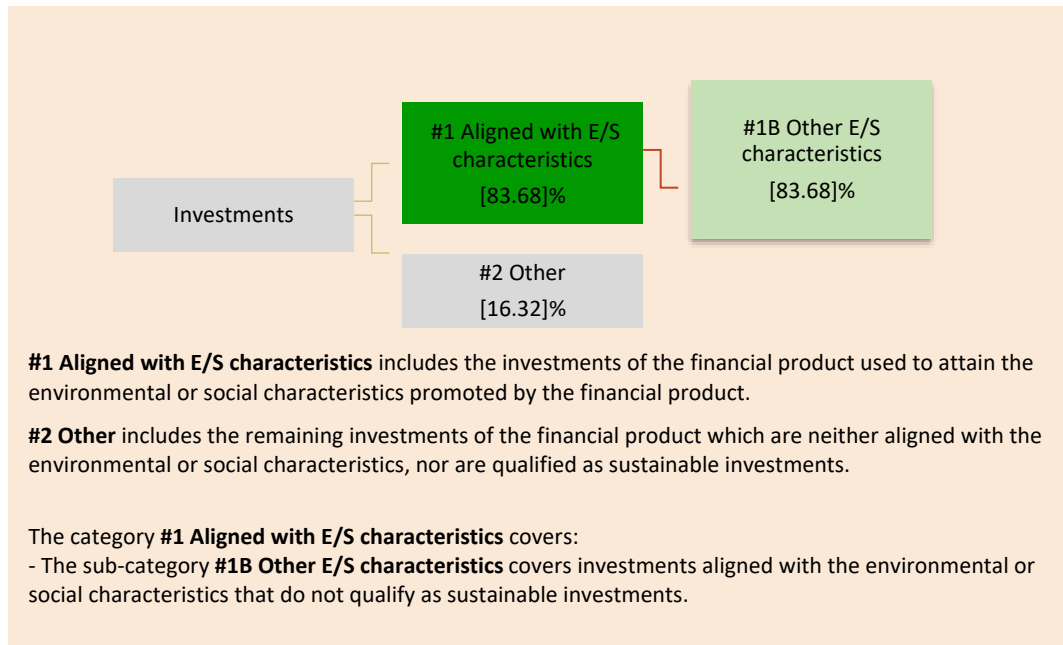 #1 Aligned with E/S
characteristics
[83.68]%
#1B Other E/S
characteristics
[83.68]%
Investments
#2 Other
[16.32]%
#1 Aligned with E/S characteristics includes the investments of the financial product used to attain the
environmental or social characteristics promoted by the financial product.
#2 Other includes the remaining investments of the financial product which are neither aligned with the
environmental or social characteristics, nor are qualified as sustainable investments.
The category #1 Aligned with E/S characteristics covers:
- The sub-category #1B Other E/S characteristics covers investments aligned with the environmental or
social characteristics that do not qualify as sustainable investments.